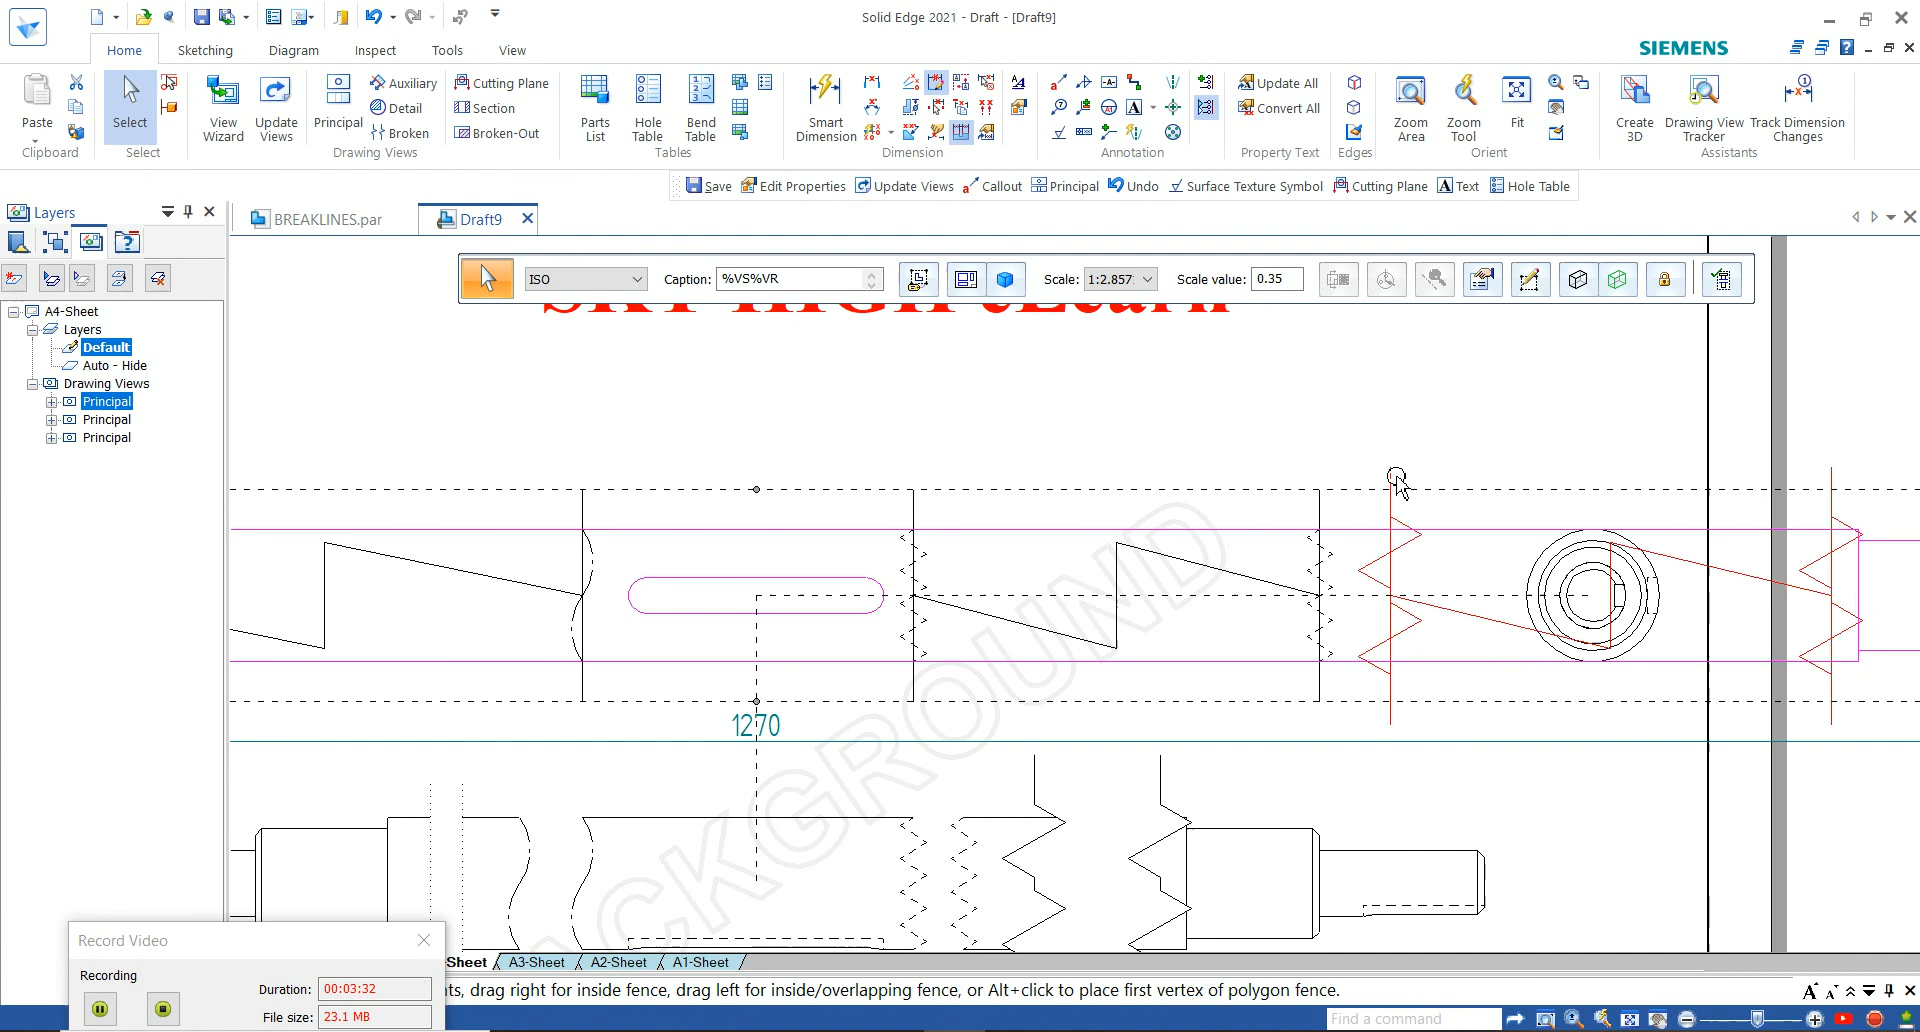 Solid Edge 2021 - Draft - [Draft9]
Home Sketching Diagram Inspect Tools View
SIEMENS
Paste
Clipboard
Select
Select
View Wizard
Update Views
Principal
Auxiliary
Detail
Broken
Cutting Plane
Section
Broken-Out
Drawing Views
Parts List
Hole Table
Bend Table
Tables
Smart Dimension
Dimension
Annotation
Update All
Convert All
Property Text
Edges
Zoom Area
Zoom Tool
Fit
Orient
Create 3D
Drawing View Tracker
Track Dimension Changes
Assistants
Save Edit Properties Update Views Callout Principal Undo Surface Texture Symbol Cutting Plane Text Hole Table
Layers
BREAKLINES.par
Draft9
ISO
Caption: %VS%VR
Scale: 1:2.857
Scale value: 0.35
SKY HIGH eLearn
A4-Sheet
Layers
Default
Auto - Hide
Drawing Views
Principal
Principal
Principal
1270
ACKGROUND
Record Video
Recording
Duration: 00:03:32
File size: 23.1 MB
-Sheet A3-Sheet A2-Sheet A1-Sheet
nts, drag right for inside fence, drag left for inside/overlapping fence, or Alt+click to place first vertex of polygon fence.
Find a command